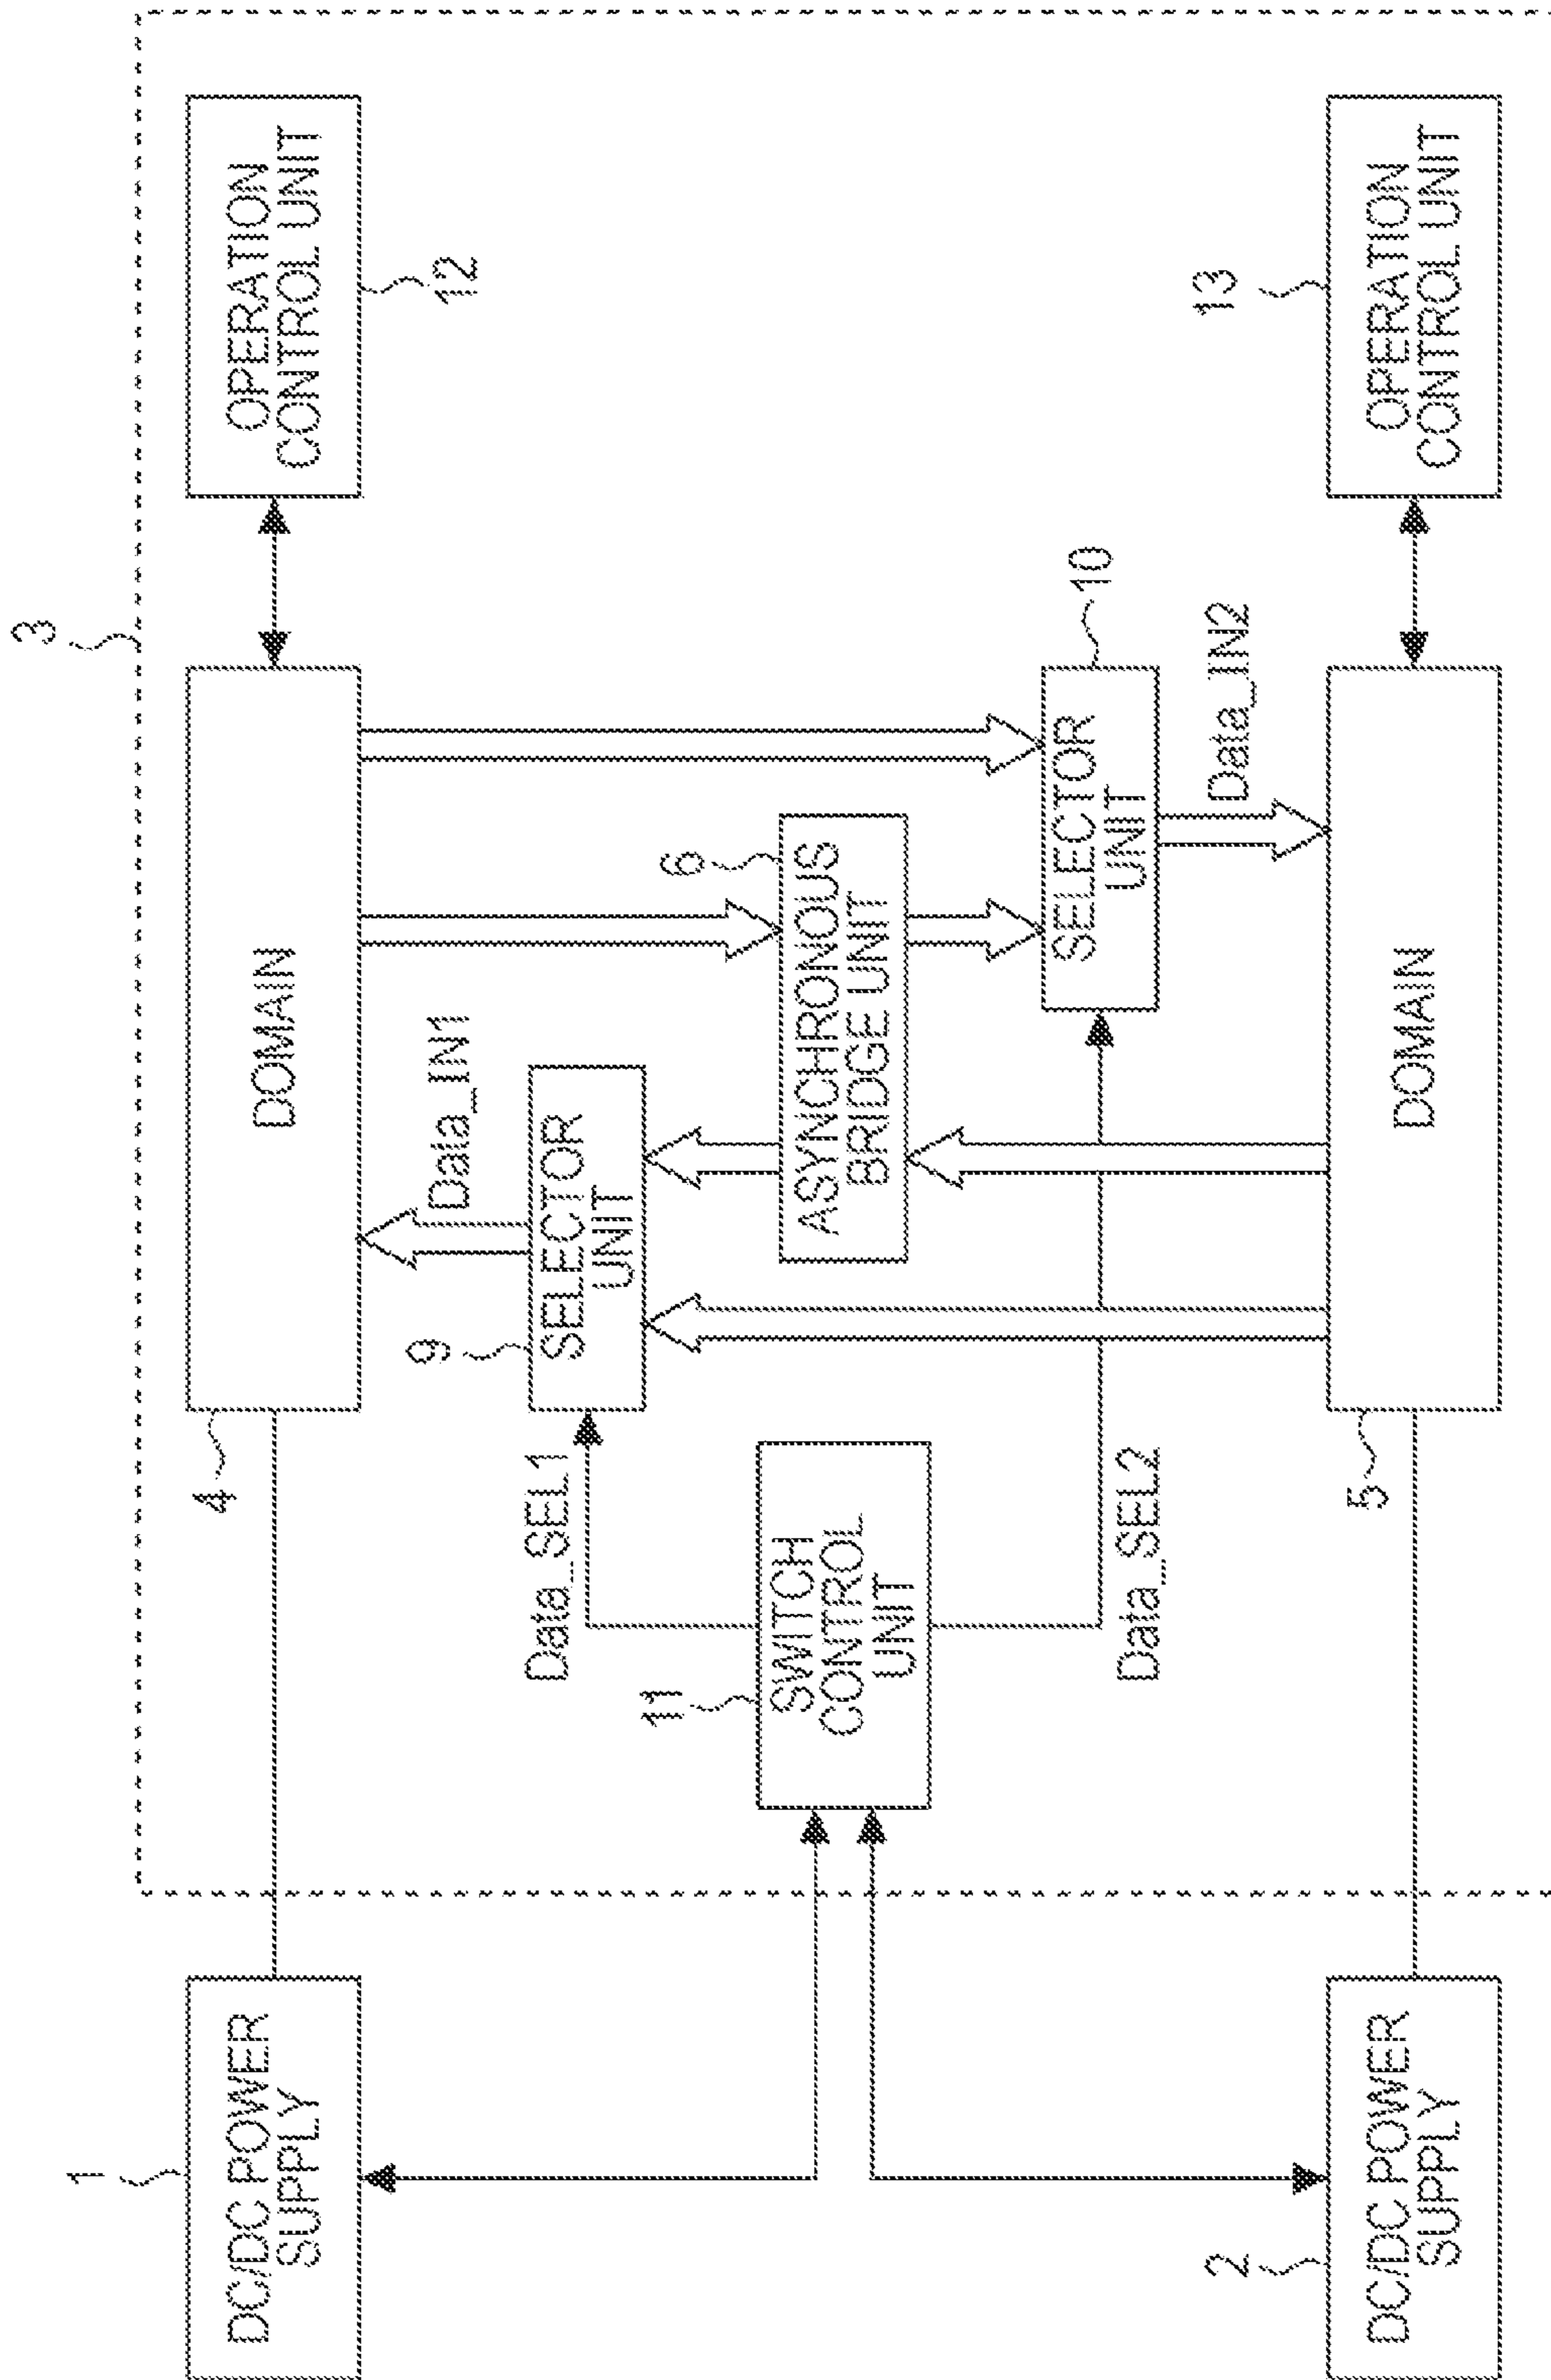 3
1
DC/DC POWER
SUPPLY
4
DOMAIN
OPERATION
CONTROL UNIT
12
Data_IN1
9
SELECTOR
UNIT
Data_SEL1
11
SWITCH
CONTROL
UNIT
6
ASYNCHRONOUS
BRIDGE UNIT
10
SELECTOR
UNIT
Data_SEL2
Data_IN2
2
DC/DC POWER
SUPPLY
5
DOMAIN
13
OPERATION
CONTROL UNIT